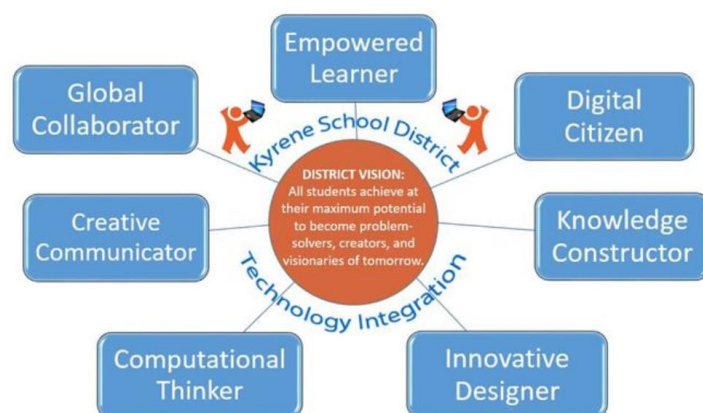 Empowered
Learner
Global
Collaborator
Digital
Citizen
Kyrene School District
DISTRICT VISION:
All students achieve at
their maximum potential
to become problem-
solvers, creators, and
visionaries of tomorrow.
Creative
Communicator
Knowledge
Constructor
Technology Integration
Computational
Thinker
Innovative
Designer